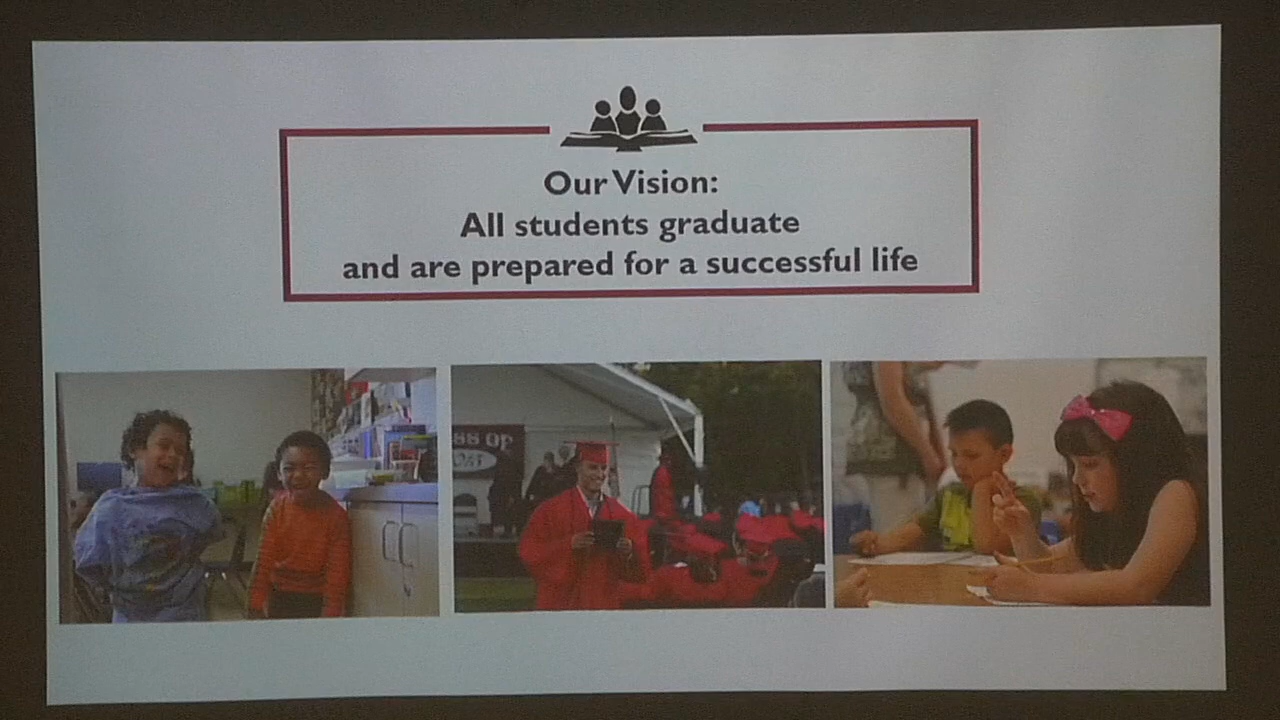 Our Vision:
All students graduate
and are prepared for a successful life